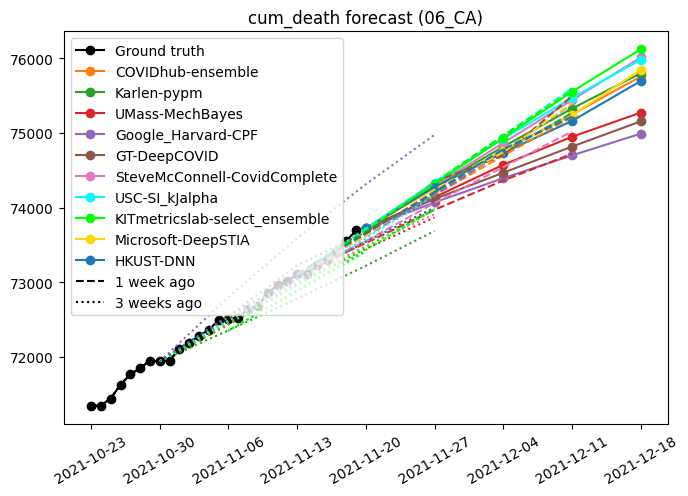 cum_death forecast (06_CA)
76000
75000
74000
73000
72000
Ground truth
COVIDhub-ensemble
Karlen-pypm
UMass-MechBayes
Google_Harvard-CPF
GT-DeepCOVID
SteveMcConnell-CovidComplete
USC-SI_kJalpha
KITmetricslab-select_ensemble
Microsoft-DeepSTIA
HKUST-DNN
1 week ago
3 weeks ago
2021-10-23
2021-10-30
2021-11-06
2021-11-13
2021-11-20
2021-11-27
2021-12-04
2021-12-11
2021-12-18